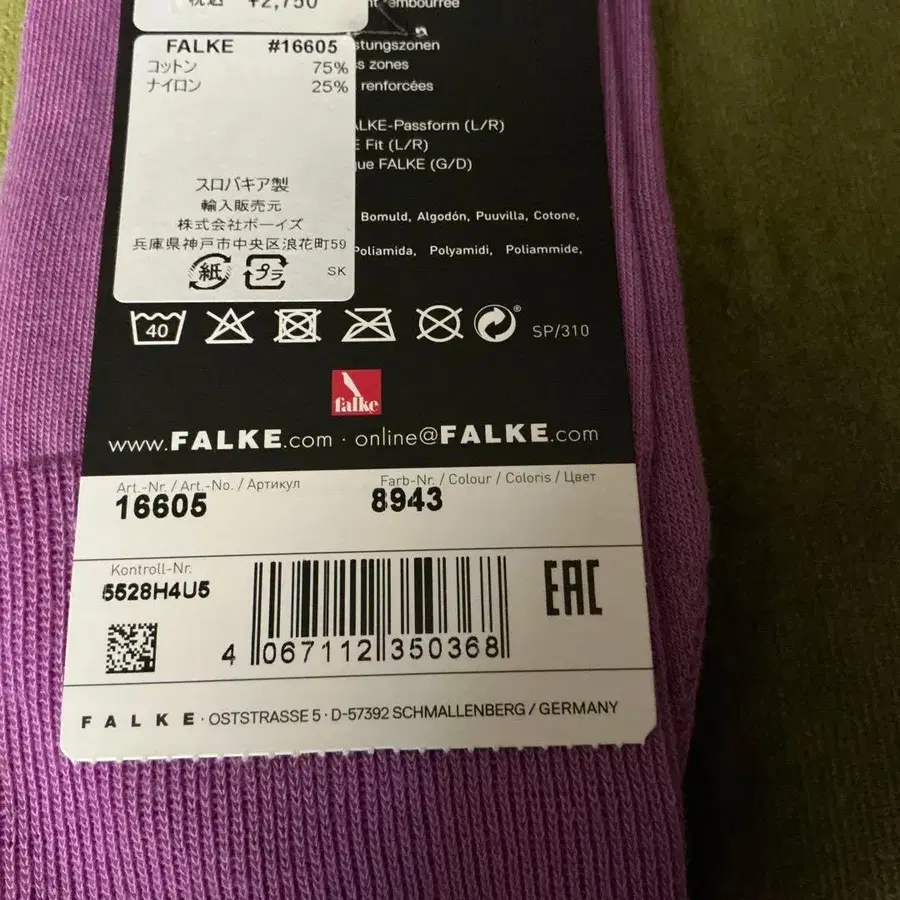 税込 ¥2,750
FALKE #16605
コットン 75%
ナイロン 25%
スロバキア製
輸入販売元
株式会社ボーイズ
兵庫県神戸市中央区浪花町59
紙 プラ SK
embourrée
stungszonen
s zones
renforcées
ALKE-Passform (L/R)
E Fit (L/R)
que FALKE (G/D)
Bomuld, Algodón, Puuvilla, Cotone,
Poliamida, Polyamidi, Poliammide,
40
SP/310
falke
www.FALKE.com · online@FALKE.com
Art.-Nr. / Art.-No. / Артикул
16605
Farb-Nr. / Colour / Coloris / Цвет
8943
Kontroll-Nr.
5528H4U5
EAC
4 067112 350368
FALKE · OSTSTRASSE 5 · D-57392 SCHMALLENBERG / GERMANY